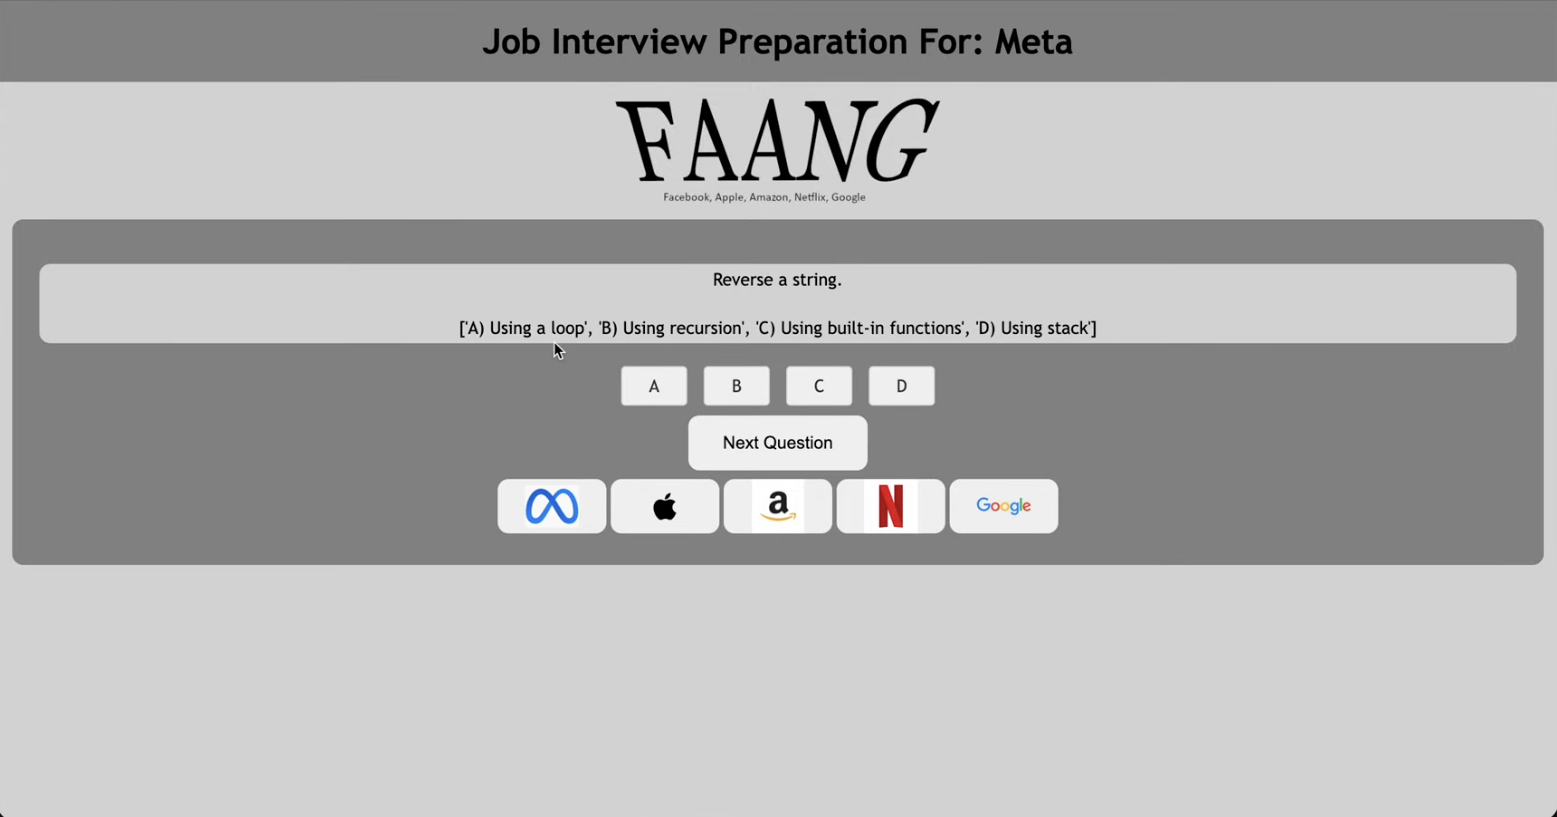 Job Interview Preparation For: Meta
FAANG
Facebook, Apple, Amazon, Netflix, Google
Reverse a string.
['A) Using a loop', 'B) Using recursion', 'C) Using built-in functions', 'D) Using stack']
A B C D
Next Question
a N Google